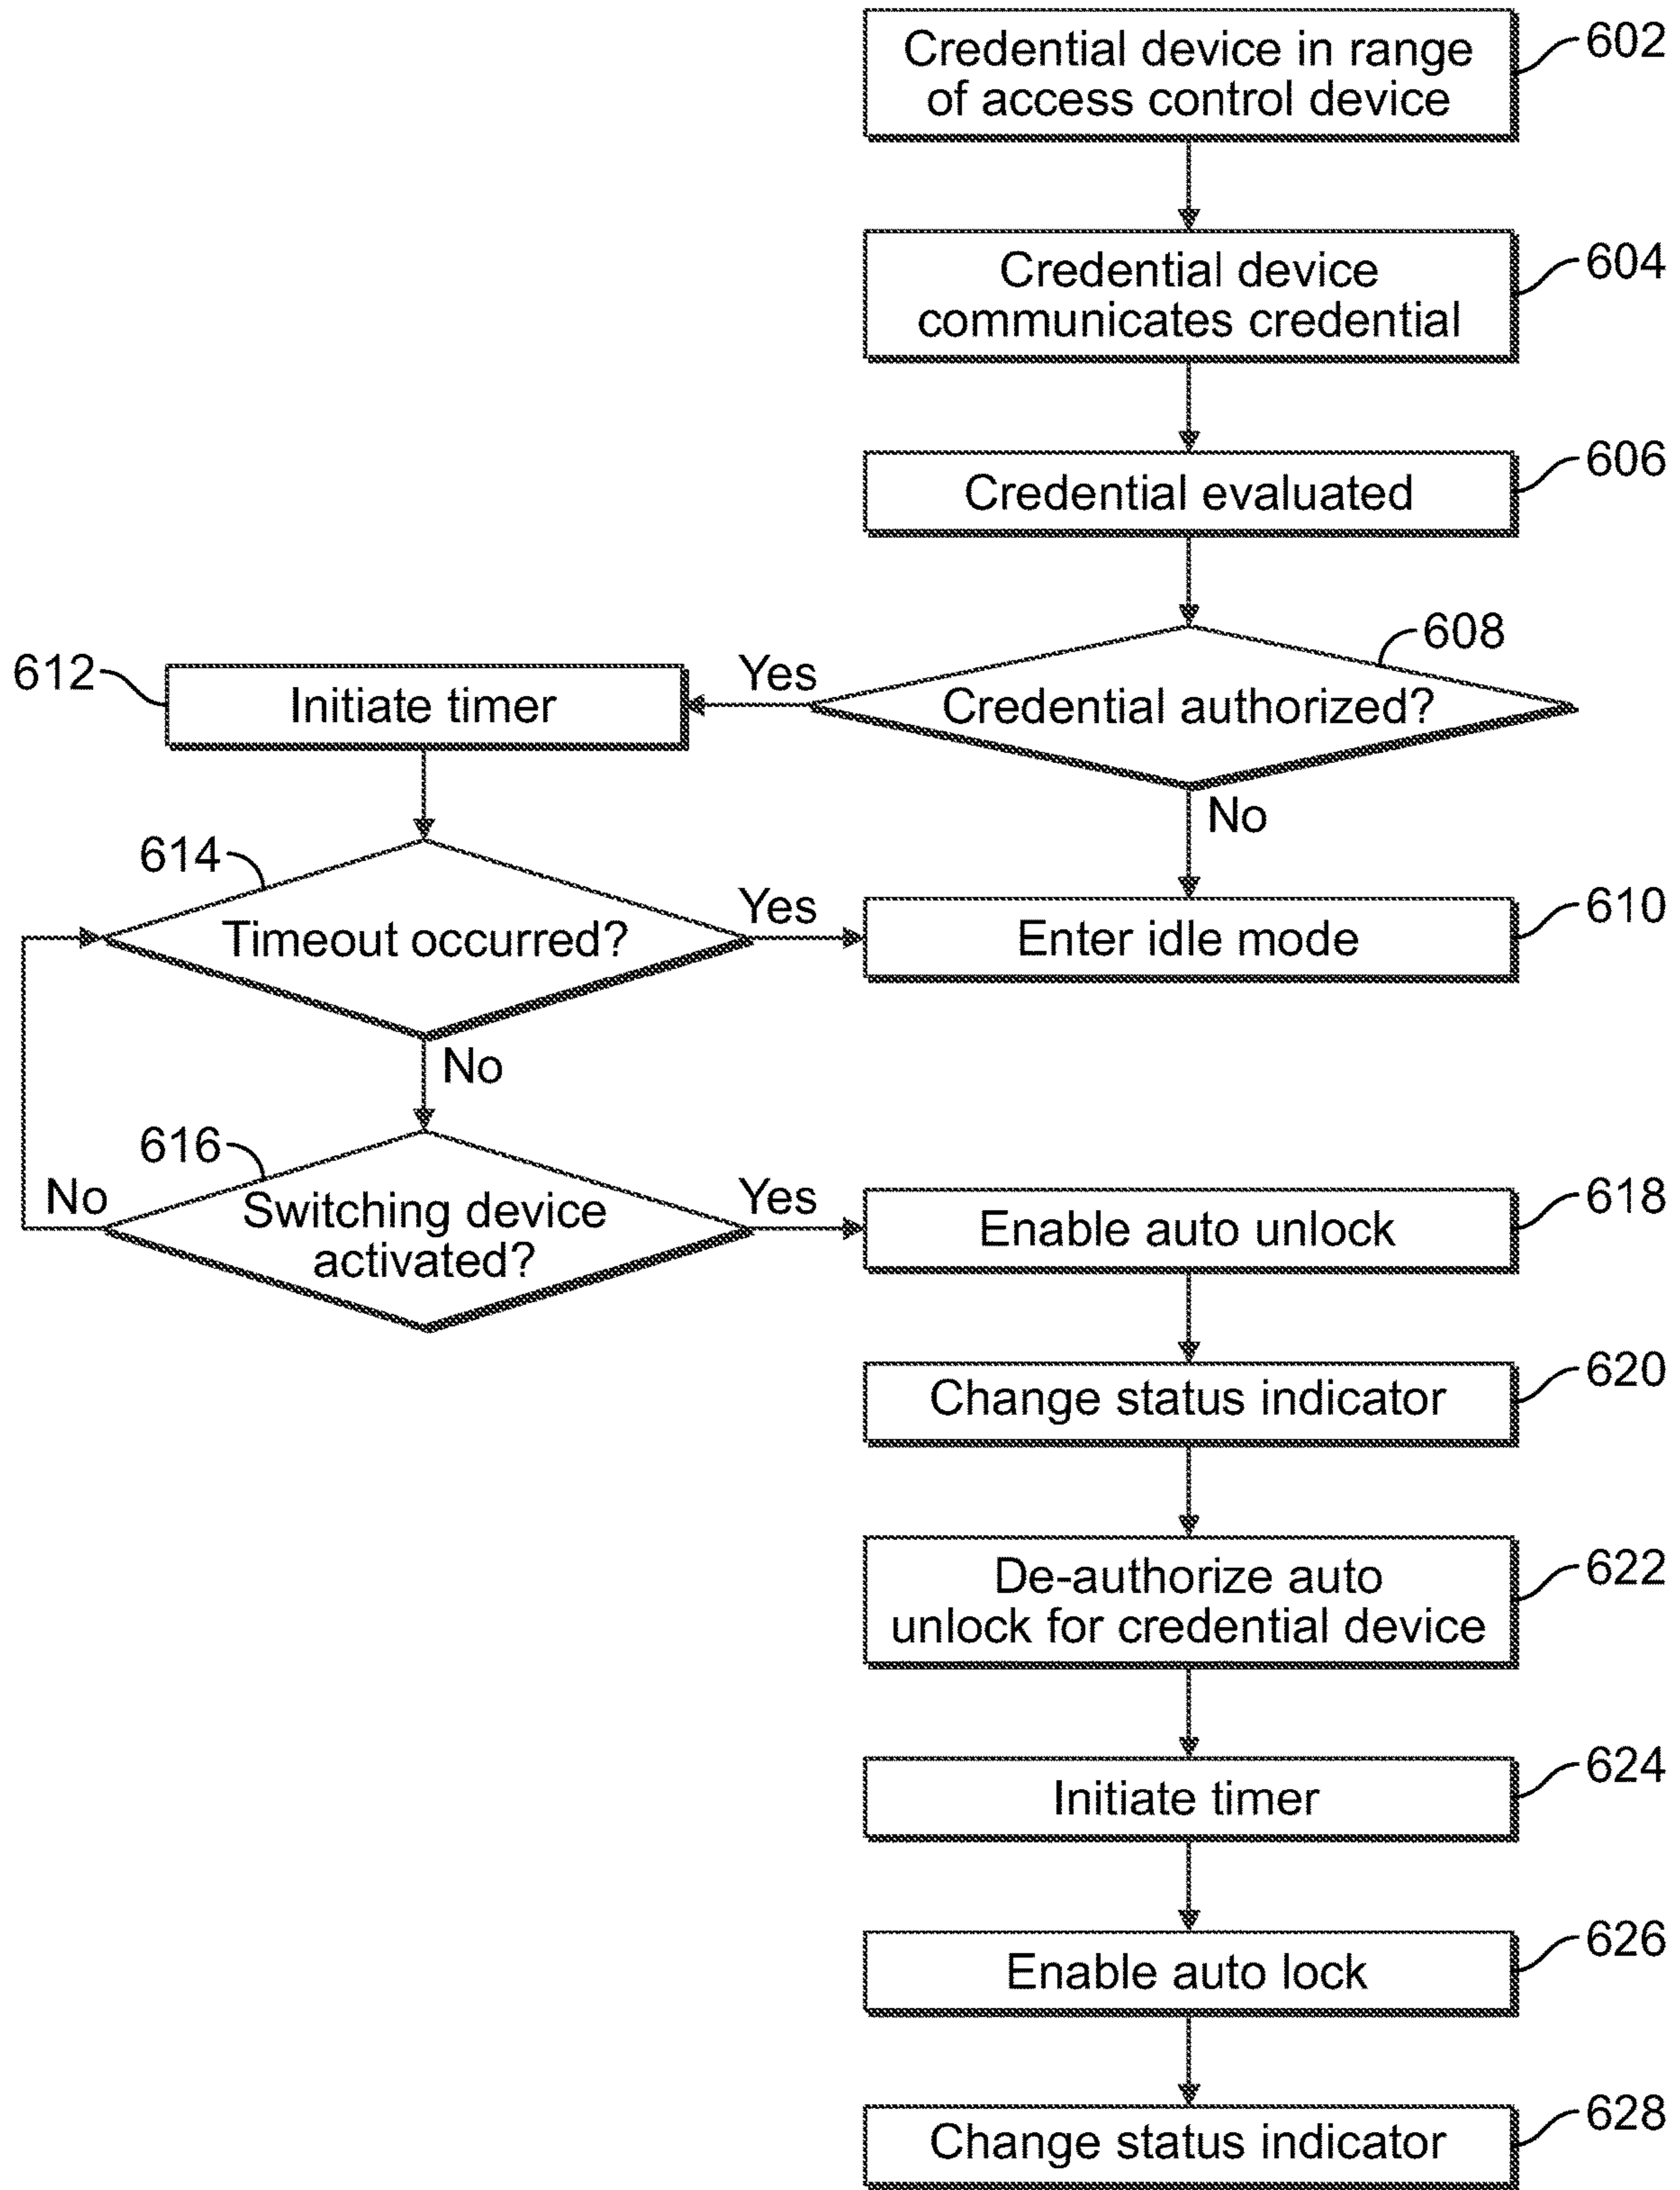 Credential device in range
of access control device
602
Credential device
communicates credential
604
Credential evaluated
606
608
Credential authorized?
Yes
No
612
Initiate timer
614
Timeout occurred?
Yes
No
Enter idle mode
610
616
Switching device
activated?
No
Yes
Enable auto unlock
618
Change status indicator
620
De-authorize auto
unlock for credential device
622
Initiate timer
624
Enable auto lock
626
Change status indicator
628